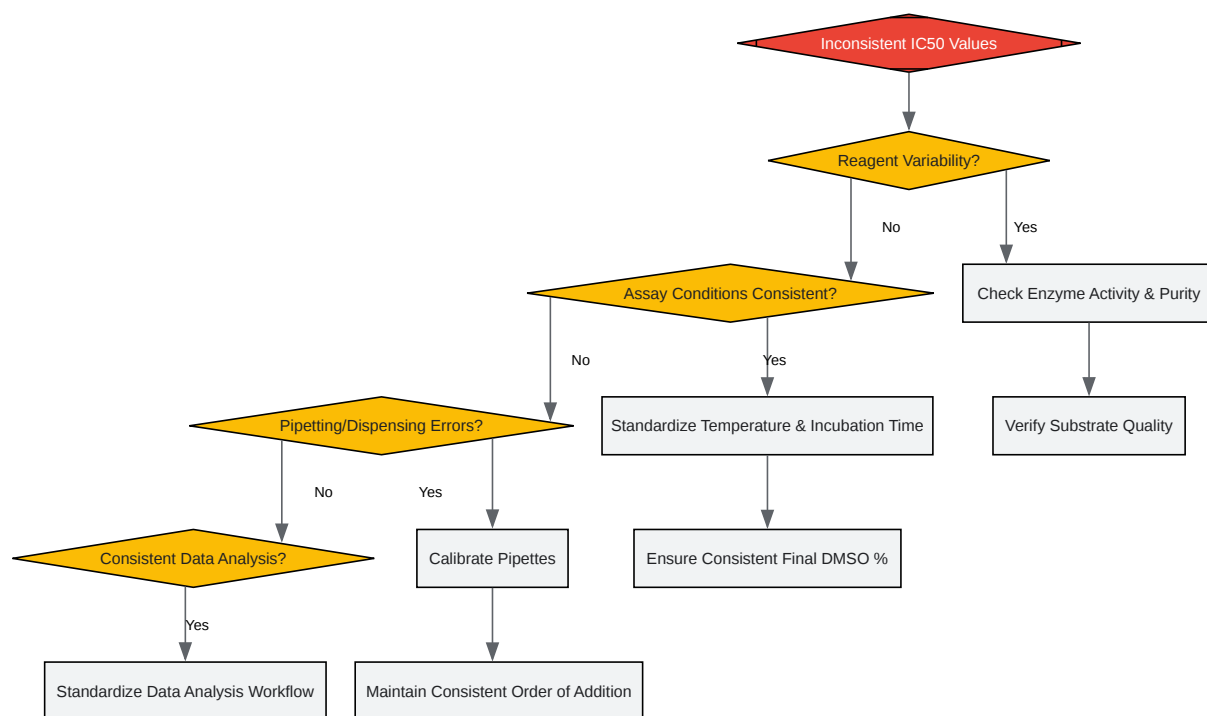 Inconsistent IC50 Values
Reagent Variability?
No
Yes
Assay Conditions Consistent?
Check Enzyme Activity & Purity
No
Yes
Pipetting/Dispensing Errors?
Standardize Temperature & Incubation Time
Verify Substrate Quality
No
Yes
Consistent Data Analysis?
Calibrate Pipettes
Ensure Consistent Final DMSO %
Yes
Standardize Data Analysis Workflow
Maintain Consistent Order of Addition